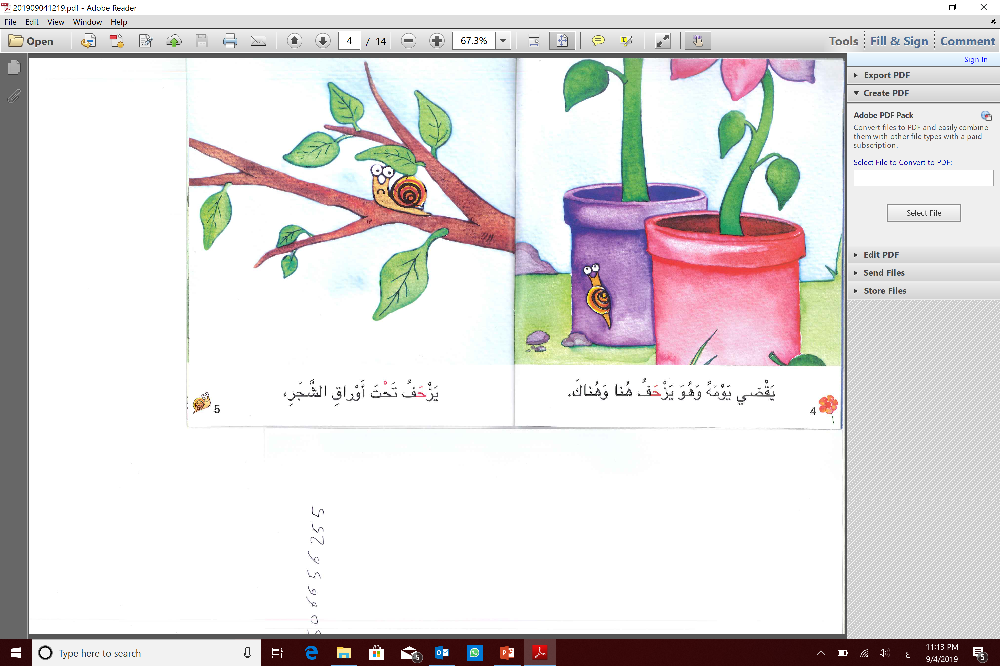 201909041219.pdf - Adobe Reader
File Edit View Window Help
Open 4 / 14 67.3% Tools Fill & Sign Comment
Sign In
Export PDF
Create PDF
Adobe PDF Pack
Convert files to PDF and easily combine
them with other file types with a paid
subscription.
Select File to Convert to PDF:
Select File
Edit PDF
Send Files
Store Files
يَقْضي يَوْمَهُ وَهُوَ يَزْحَفُ هُنا وَهُناكَ.
4
يَزْحَفُ تَحْتَ أَوْراقِ الشَّجَرِ،
5
Type here to search
5
ع
11:13 PM
9/4/2019
5